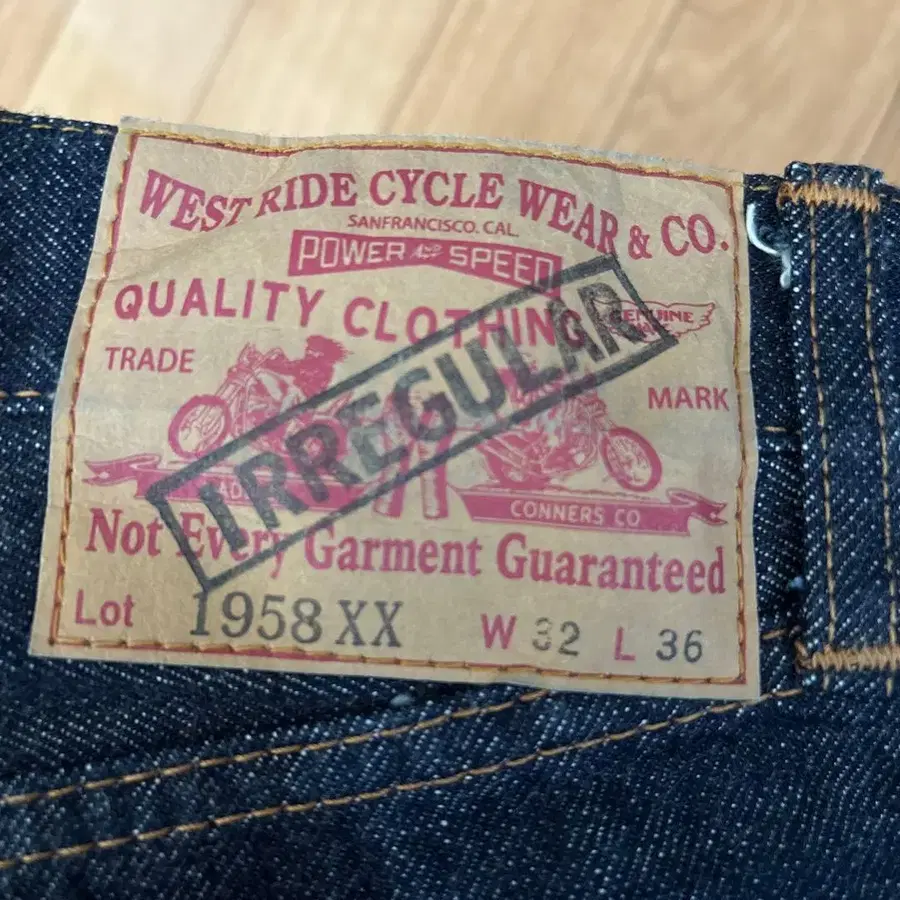 WEST RIDE CYCLE WEAR & CO.
SANFRANCISCO. CAL.
POWER AND SPEED
QUALITY CLOTHING
GENUINE
TRADE
MARK
IRREGULAR
CONNERS CO
Not Every Garment Guaranteed
Lot 1958 XX W 32 L 36